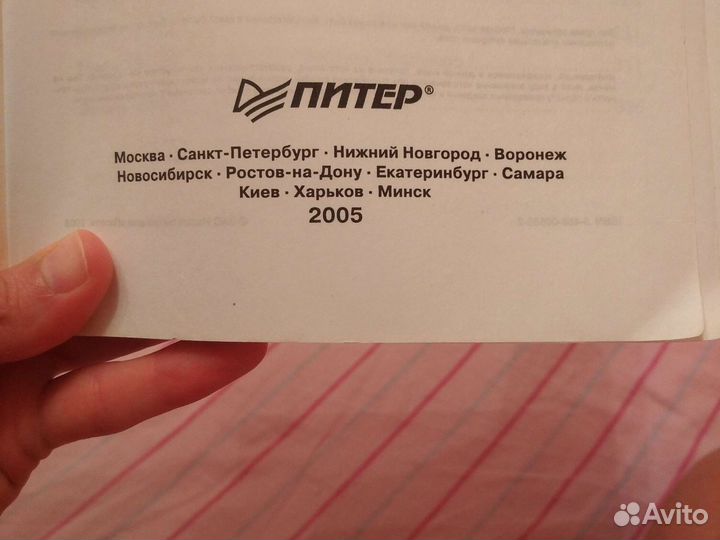 ПИТЕР®
Москва · Санкт-Петербург · Нижний Новгород · Воронеж
Новосибирск · Ростов-на-Дону · Екатеринбург · Самара
Киев · Харьков · Минск
2005
Avito